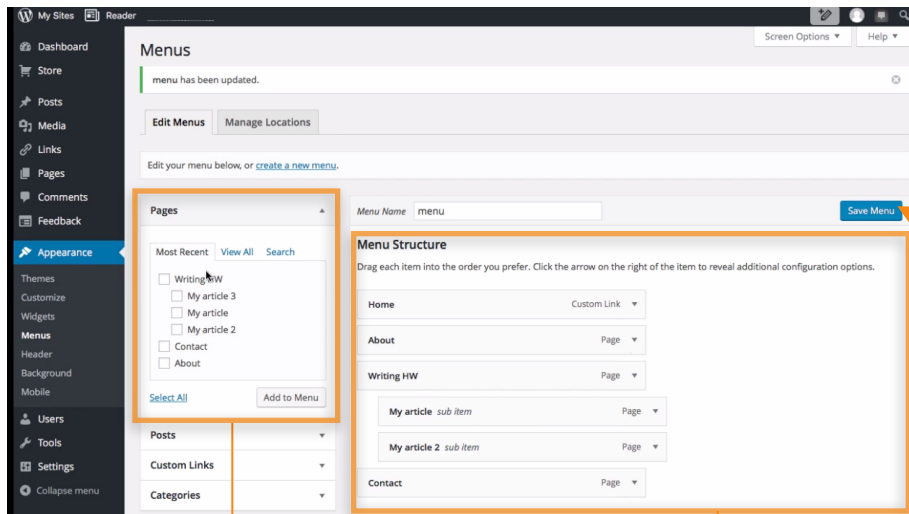 My Sites Reader
Screen Options Help
Dashboard
Store
Posts
Media
Links
Pages
Comments
Feedback
Appearance
Themes
Customize
Widgets
Menus
Header
Background
Mobile
Users
Tools
Settings
Collapse menu
Menus
menu has been updated.
Edit Menus Manage Locations
Edit your menu below, or create a new menu.
Pages
Most Recent View All Search
Writing HW
My article 3
My article
My article 2
Contact
About
Select All Add to Menu
Posts
Custom Links
Categories
Menu Name menu Save Menu
Menu Structure
Drag each item into the order you prefer. Click the arrow on the right of the item to reveal additional configuration options.
Home Custom Link
About Page
Writing HW Page
My article sub item Page
My article 2 sub item Page
Contact Page